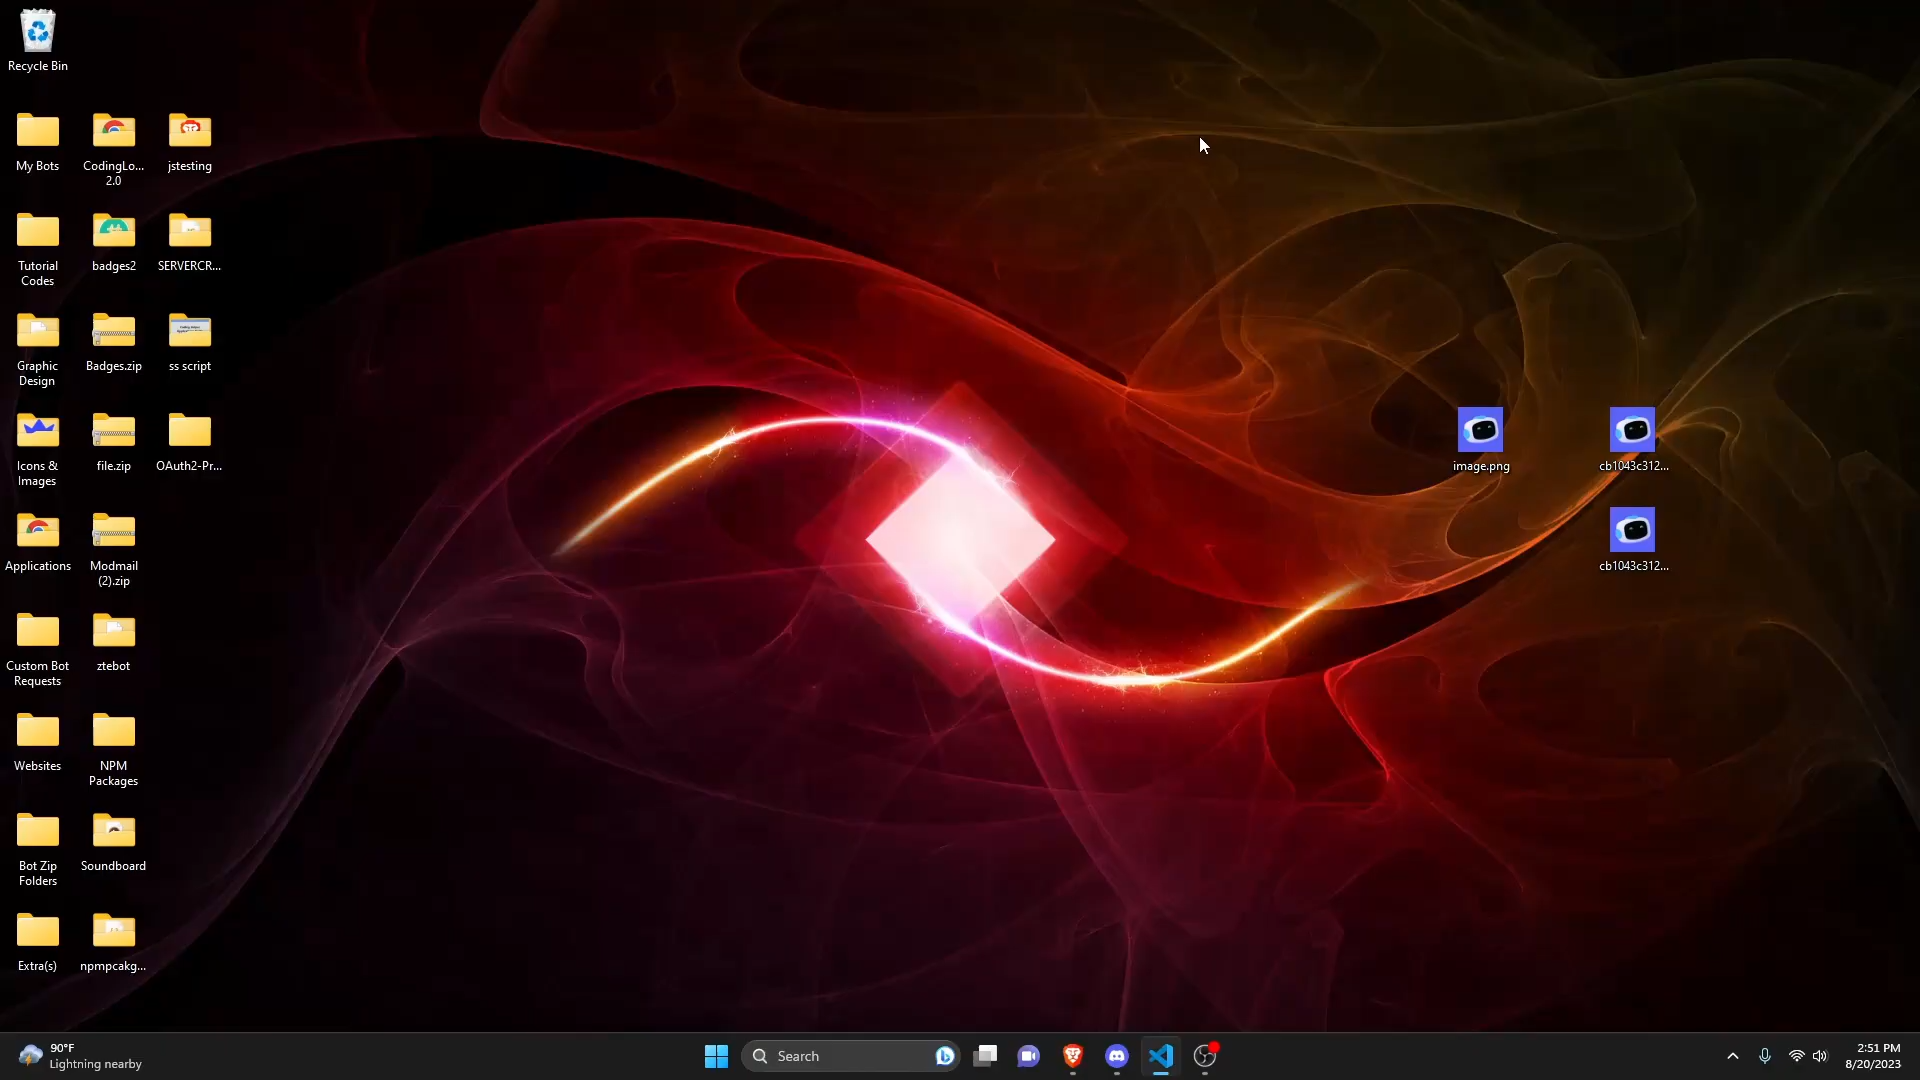 Recycle Bin
My Bots
CodingLo...
2.0
jstesting
Tutorial
Codes
badges2
SERVERCR...
Graphic
Design
Badges.zip
ss script
Icons &
Images
file.zip
OAuth2-Pr...
image.png
cb1043c312...
Applications
Modmail
(2).zip
cb1043c312...
Custom Bot
Requests
ztebot
Websites
NPM
Packages
Bot Zip
Folders
Soundboard
Extra(s)
npmpcakg...
90°F
Lightning nearby
Search
2:51 PM
8/20/2023